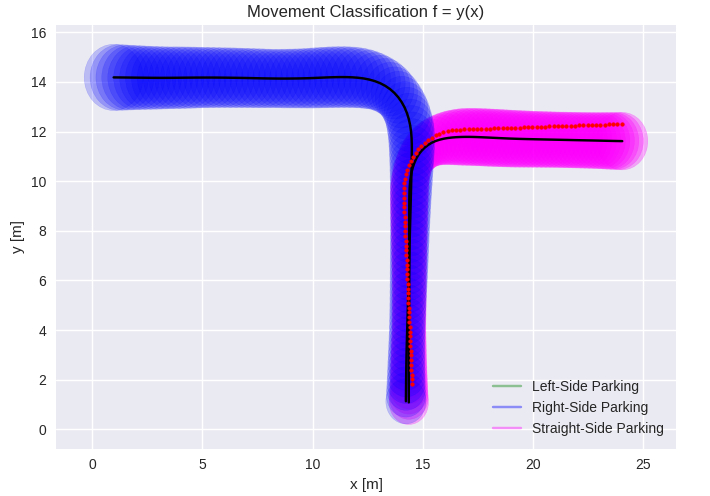 Movement Classification f = y(x)
16
14
12
10
8
6
4
2
0
y [m]
0
5
10
15
20
25
x [m]
Left-Side Parking
Right-Side Parking
Straight-Side Parking